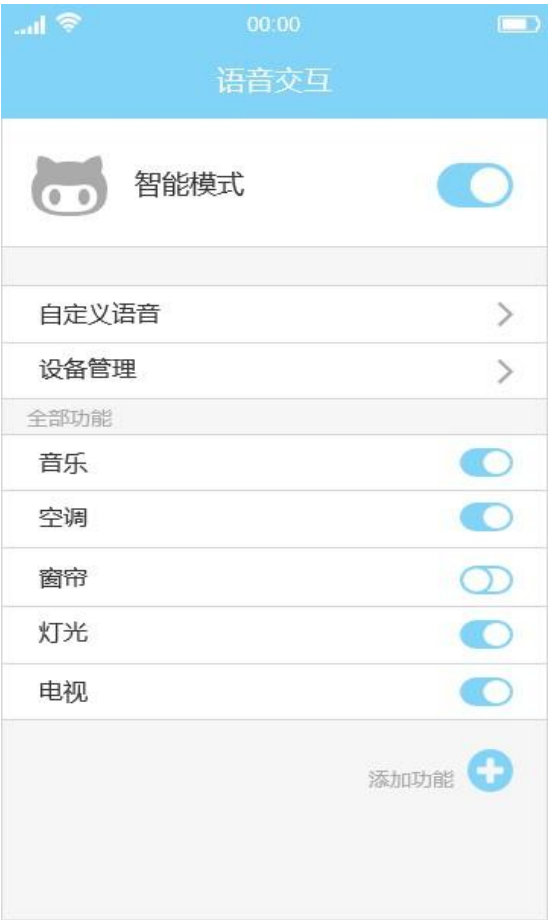 00:00
语音交互
智能模式
自定义语音
设备管理
全部功能
音乐
空调
窗帘
灯光
电视
添加功能